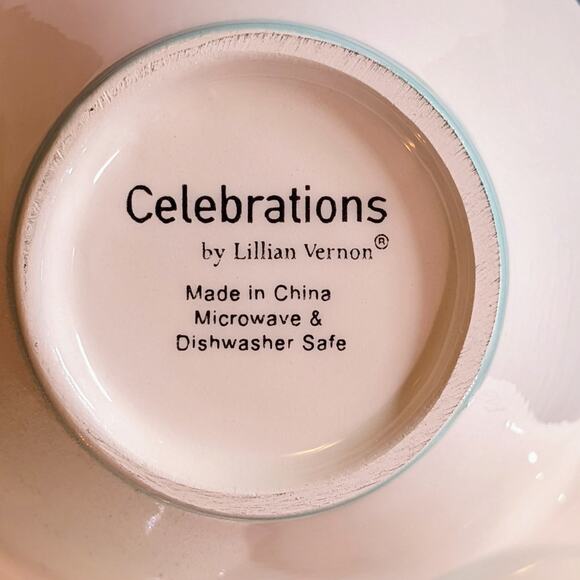 Celebrations
by Lillian Vernon®
Made in China
Microwave &
Dishwasher Safe